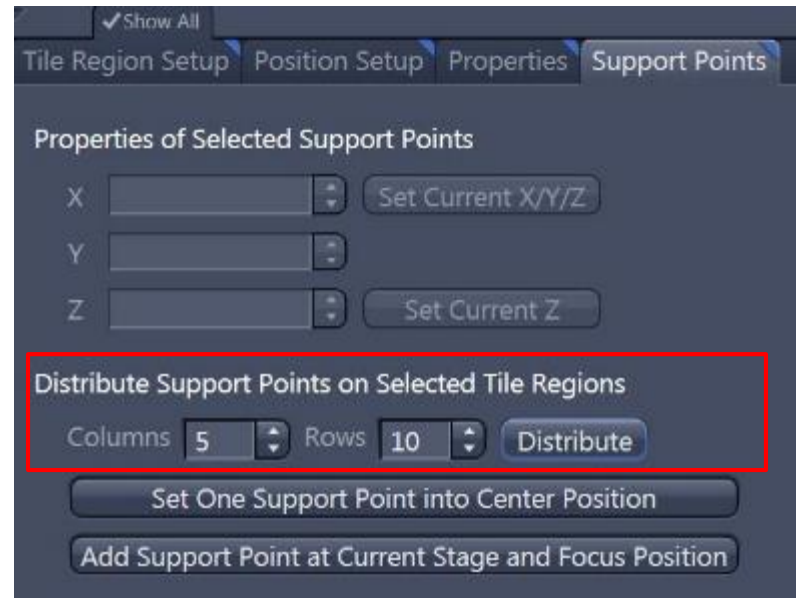 ✓Show All
Tile Region Setup Position Setup Properties Support Points
Properties of Selected Support Points
X Set Current X/Y/Z
Y
Z Set Current Z
Distribute Support Points on Selected Tile Regions
Columns 5 Rows 10 Distribute
Set One Support Point into Center Position
Add Support Point at Current Stage and Focus Position